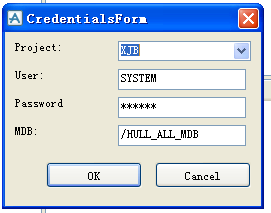 CredentialsForm
Project: XJB
User: SYSTEM
Password ******
MDB: /HULL_ALL_MDB
OK Cancel